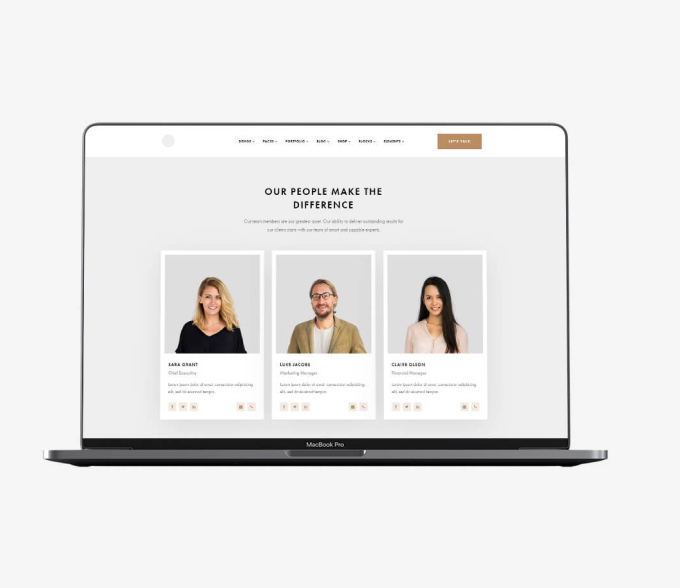 DEMOS PAGES PORTFOLIO BLOG SHOP BLOCKS ELEMENTS LET'S TALK
OUR PEOPLE MAKE THE
DIFFERENCE
Our team members are our greatest asset. Our ability to deliver outstanding results for
our clients starts with our team of smart and capable experts.
SARA GRANT
Chief Executive
Lorem ipsum dolor sit amet, consectetur adipisicing
elit, sed do eiusmod tempor.
LUKE JACOBS
Marketing Manager
Lorem ipsum dolor sit amet, consectetur adipisicing
elit, sed do eiusmod tempor.
CLAIRE OLSON
Financial Manager
Lorem ipsum dolor sit amet, consectetur adipisicing
elit, sed do eiusmod tempor.
MacBook Pro